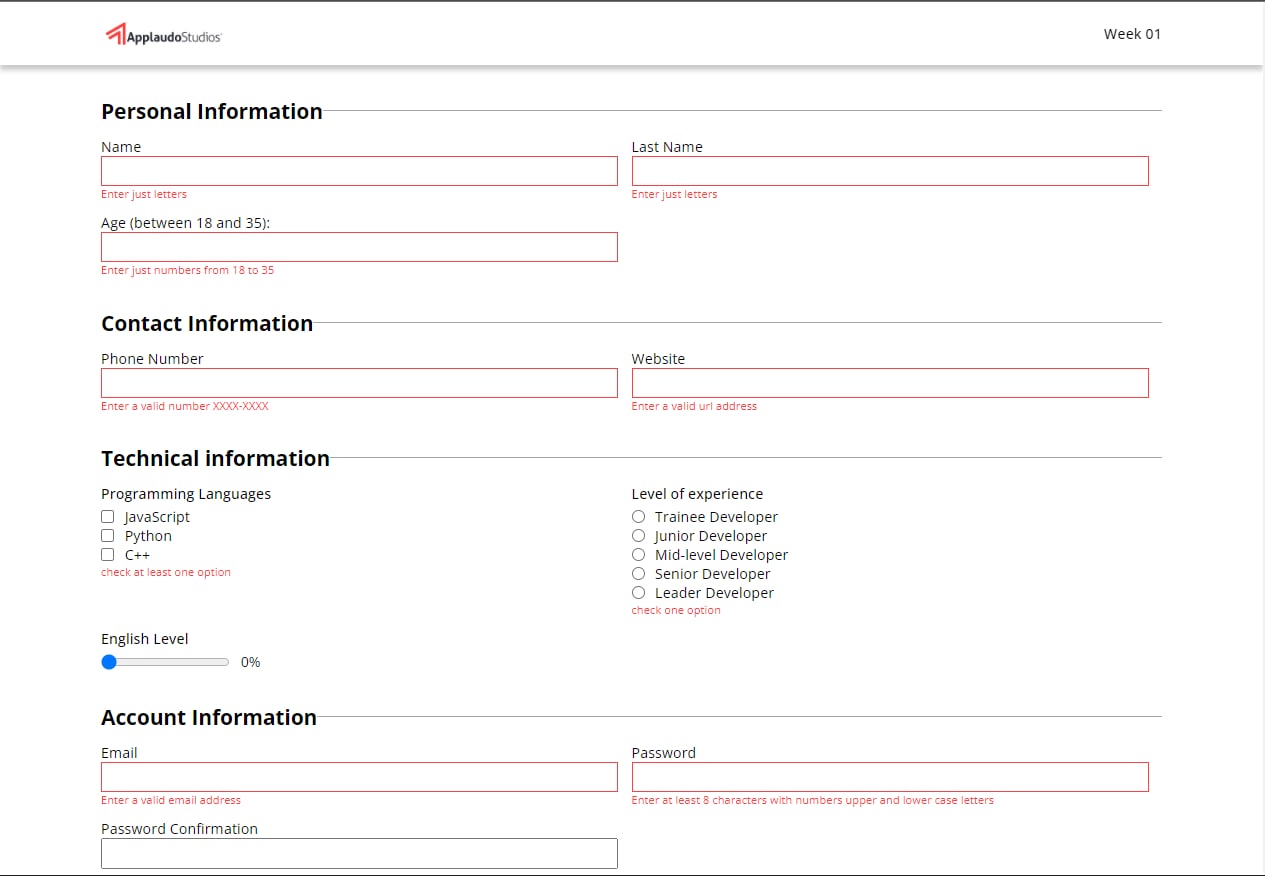 ApplaudoStudios
Week 01
Personal Information
Name
Last Name
Enter just letters
Enter just letters
Age (between 18 and 35):
Enter just numbers from 18 to 35
Contact Information
Phone Number
Website
Enter a valid number XXXX-XXXX
Enter a valid url address
Technical information
Programming Languages
JavaScript
Python
C++
check at least one option
Level of experience
Trainee Developer
Junior Developer
Mid-level Developer
Senior Developer
Leader Developer
check one option
English Level
0%
Account Information
Email
Password
Enter a valid email address
Enter at least 8 characters with numbers upper and lower case letters
Password Confirmation